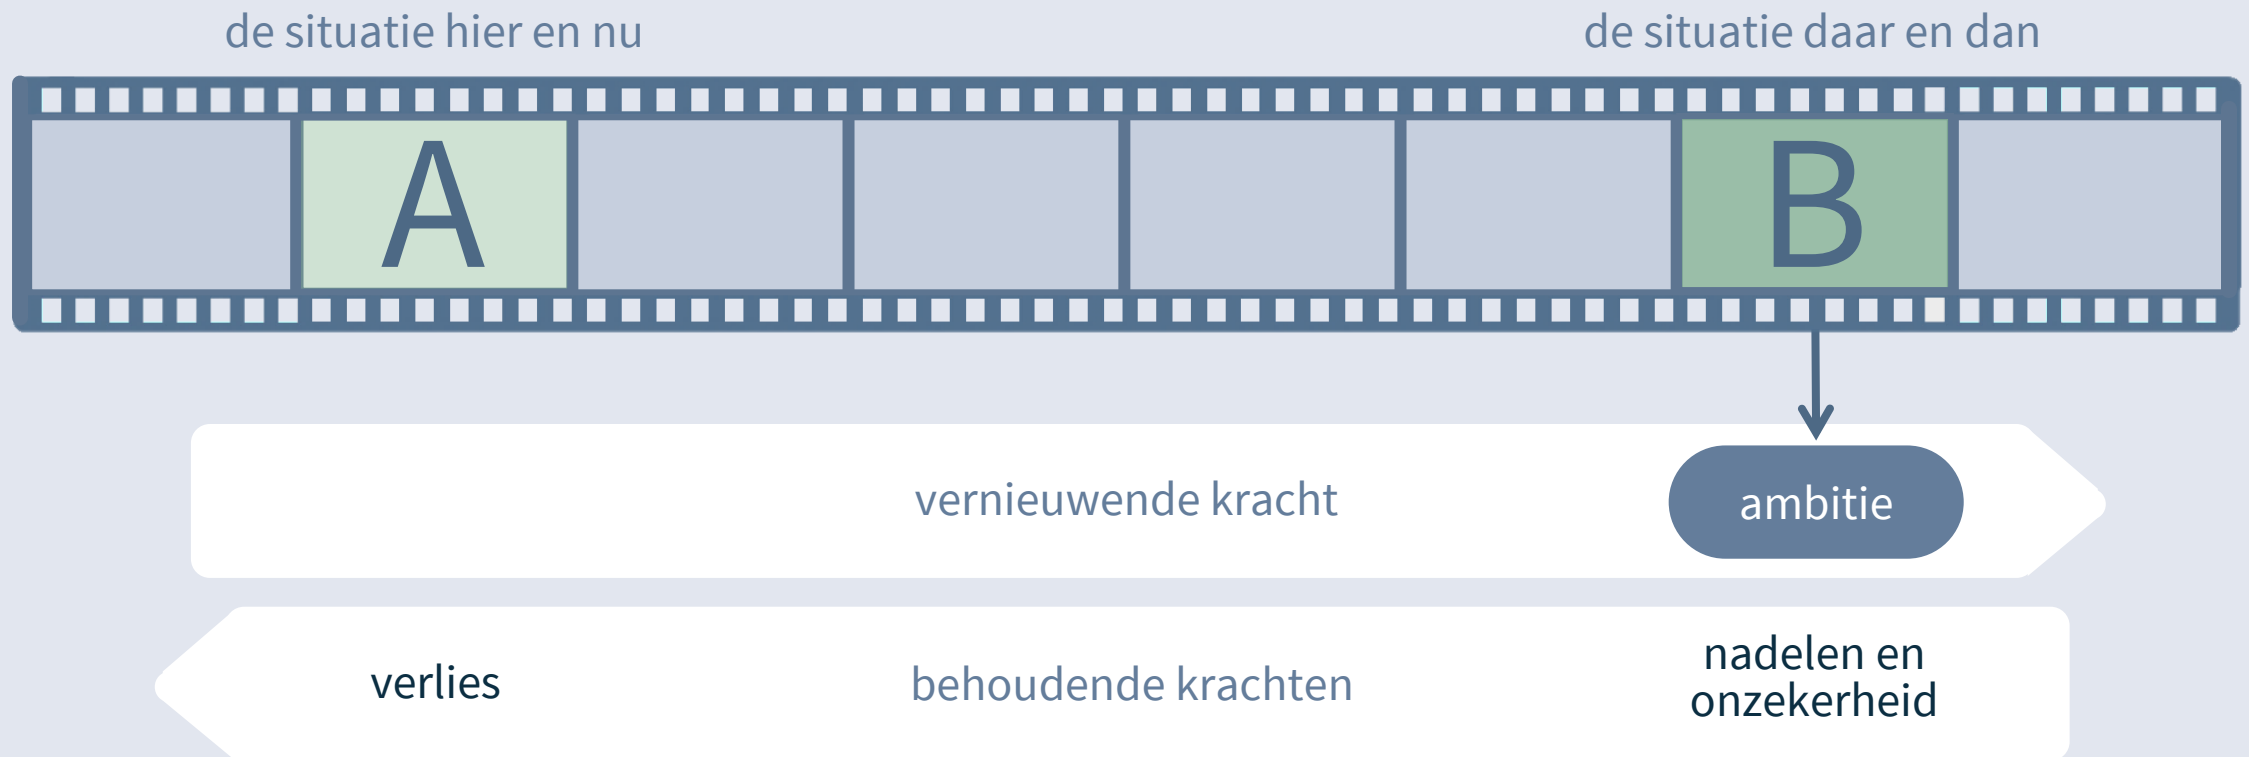 de situatie hier en nu
de situatie daar en dan
A
B
vernieuwende kracht
ambitie
verlies
behoudende krachten
nadelen en
onzekerheid